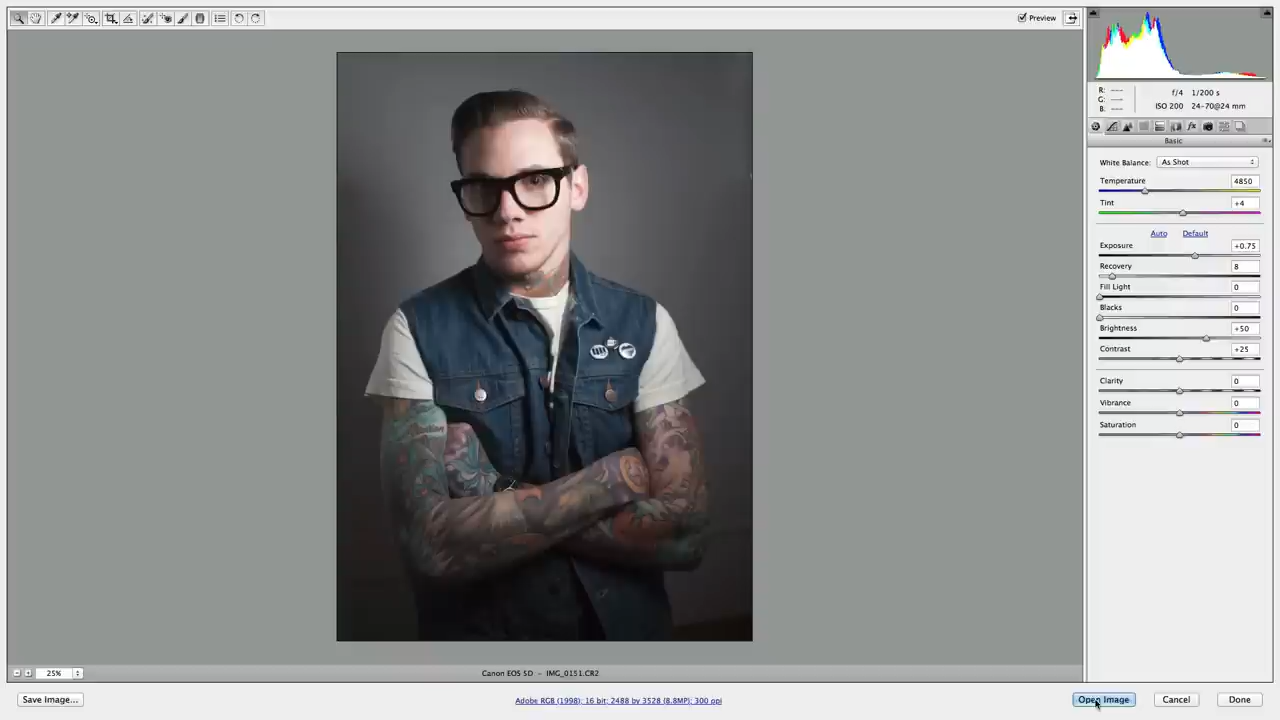 Preview
R: ---
G: ---
B: ---
f/4 1/200 s
ISO 200 24-70@24 mm
Basic
White Balance: As Shot
Temperature 4850
Tint +4
Auto Default
Exposure +0.75
Recovery 8
Fill Light 0
Blacks 0
Brightness +50
Contrast +25
Clarity 0
Vibrance 0
Saturation 0
25%
Canon EOS 5D - IMG_0151.CR2
Save Image...
Adobe RGB (1998); 16 bit; 2488 by 3528 (8.8MP); 300 ppi
Open Image
Cancel
Done